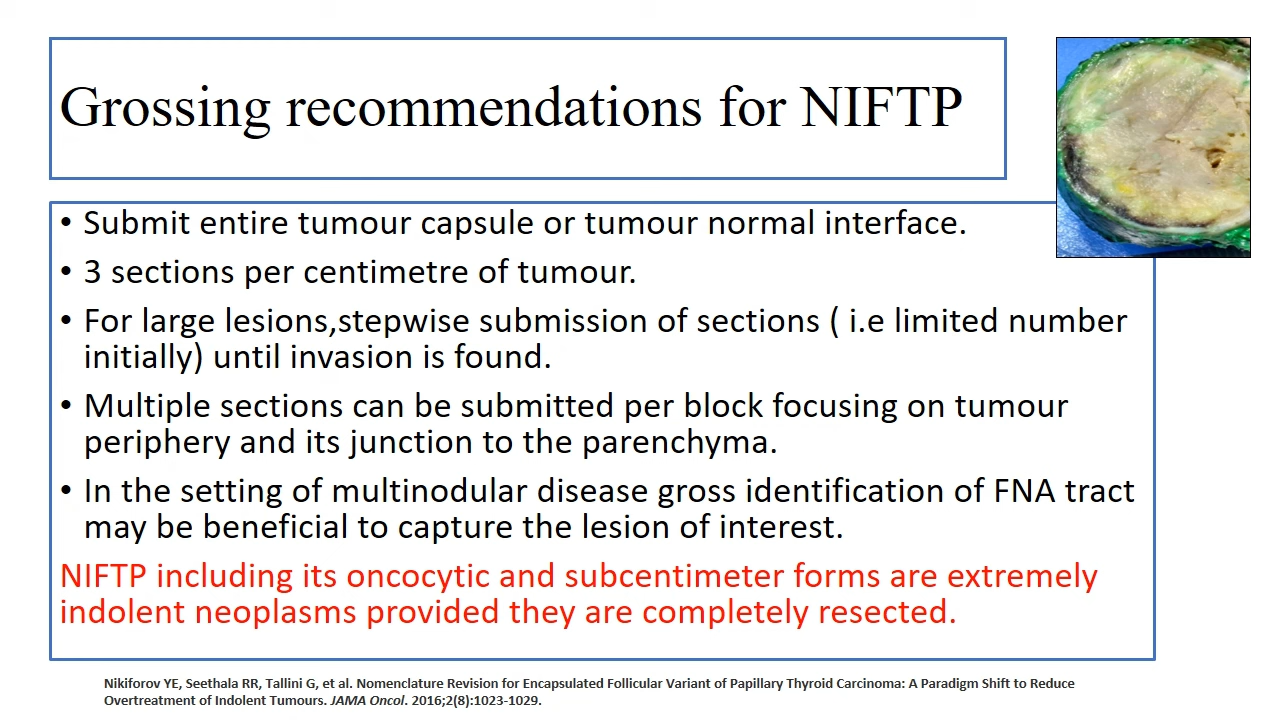 Grossing recommendations for NIFTP
• Submit entire tumour capsule or tumour normal interface.
• 3 sections per centimetre of tumour.
• For large lesions,stepwise submission of sections ( i.e limited number
initially) until invasion is found.
• Multiple sections can be submitted per block focusing on tumour
periphery and its junction to the parenchyma.
• In the setting of multinodular disease gross identification of FNA tract
may be beneficial to capture the lesion of interest.
NIFTP including its oncocytic and subcentimeter forms are extremely
indolent neoplasms provided they are completely resected.
Nikiforov YE, Seethala RR, Tallini G, et al. Nomenclature Revision for Encapsulated Follicular Variant of Papillary Thyroid Carcinoma: A Paradigm Shift to Reduce
Overtreatment of Indolent Tumours. JAMA Oncol. 2016;2(8):1023-1029.